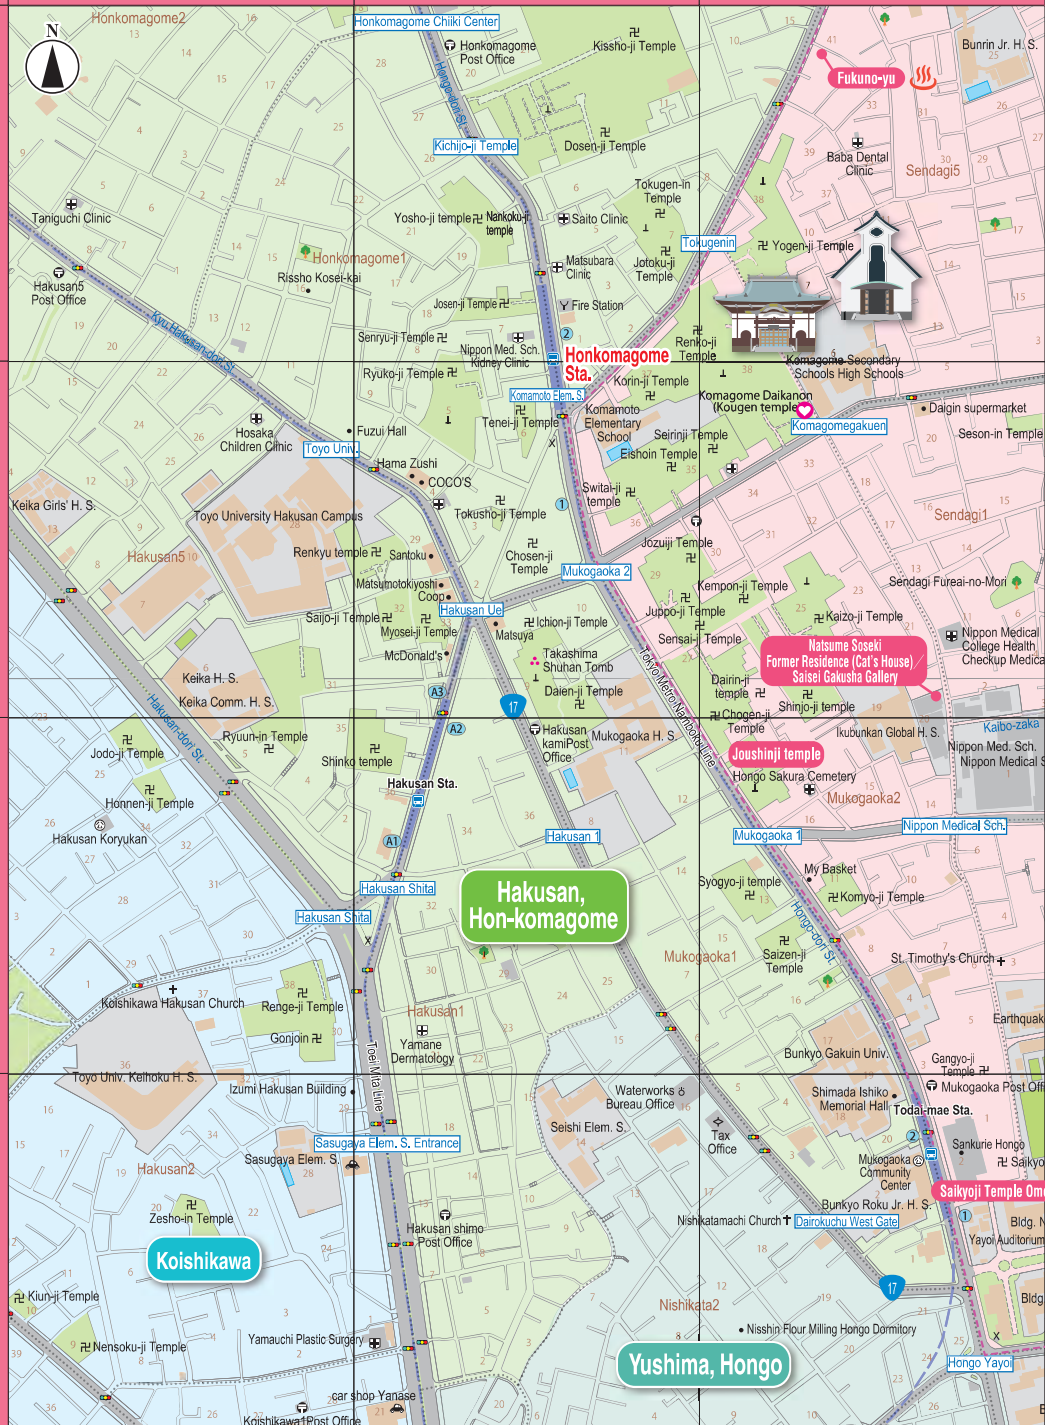 Honkomagome2
Honkomagome Chiiki Center
N
Honkomagome
Post Office
Kissho-ji Temple
Bunrin Jr. H. S.
Fukuno-yu
Hongo-dori St.
Kichijo-ji Temple
Dosen-ji Temple
Baba Dental
Clinic
Sendagi5
Tokugen-in
Temple
Taniguchi Clinic
Yosho-ji temple
Nankoku-ji
temple
Saito Clinic
Tokugenin
Yogen-ji Temple
Honkomagome1
Rissho Kosei-kai
Matsubara
Clinic
Jotoku-ji
Temple
Hakusan5
Post Office
Josen-ji Temple
Fire Station
Kyu Hakusan-dori St.
Senryu-ji Temple
Nippon Med. Sch.
Kidney Clinic
Renko-ji
Temple
Honkomagome
Sta.
Komagome Secondary
Schools High Schools
Ryuko-ji Temple
Korin-ji Temple
Komamoto Elem. S.
Komagome Daikanon
(Kougen temple)
Komamoto
Elementary
School
Daigin supermarket
Tenei-ji Temple
Komagomegakuen
Hosaka
Children Clinic
Fuzui Hall
Seirinji Temple
Seson-in Temple
Toyo Univ.
Eishoin Temple
Hama Zushi
COCO'S
Keika Girls' H. S.
Switai-ji
temple
Toyo University Hakusan Campus
Tokusho-ji Temple
Sendagi1
Hakusan5
Renkyu temple
Santoku
Chosen-ji
Temple
Jozuiji Temple
Mukogaoka 2
Matsumotokiyoshi
Coop
Kempon-ji Temple
Sendagi Fureai-no-Mori
Hakusan Ue
Juppo-ji Temple
Saijo-ji Temple
Myosei-ji Temple
Matsuya
Ichion-ji Temple
Kaizo-ji Temple
Sensai-ji Temple
Nippon Medical
College Health
Checkup Medica
McDonald's
Takashima
Shuhan Tomb
Natsume Soseki
Former Residence (Cat's House)/
Saisei Gakusha Gallery
Tokyo Metro Namboku Line
Keika H. S.
Keika Comm. H. S.
Daien-ji Temple
Dairin-ji
temple
Shinjo-ji temple
A3
17
Hakusan-dori St.
Chogen-ji
Temple
A2
Ryuun-in Temple
Hakusan
kamiPost
Office
Mukogaoka H. S.
Ikubunkan Global H. S.
Kaibo-zaka
Jodo-ji Temple
Shinko temple
Joushinji temple
Nippon Med. Sch.
Nippon Medical S
Hakusan Sta.
Hongo Sakura Cemetery
Honnen-ji Temple
Mukogaoka2
Hakusan Koryukan
A1
Hakusan 1
Mukogaoka 1
Nippon Medical Sch.
Hakusan Shita
Hakusan,
Hon-komagome
Syogyo-ji temple
My Basket
Komyo-ji Temple
Hakusan Shita
Hongo-dori St.
Mukogaoka1
Saizen-ji
Temple
St. Timothy's Church
Koishikawa Hakusan Church
Renge-ji Temple
Hakusan1
Earthquak
Gonjoin
Yamane
Dermatology
Bunkyo Gakuin Univ.
Toei Mita Line
Gangyo-ji
Temple
Toyo Univ. Keihoku H. S.
Izumi Hakusan Building
Waterworks
Bureau Office
Shimada Ishiko
Memorial Hall
Mukogaoka Post Offi
Todai-mae Sta.
Seishi Elem. S.
Tax
Office
Sasugaya Elem. S. Entrance
Sankurie Hongo
Sasugaya Elem. S.
Mukogaoka
Community
Center
Saikyo
Hakusan2
Saikyoji Temple Omo
Bunkyo Roku Jr. H. S.
Zesho-in Temple
Hakusan shimo
Post Office
Nishikatamachi Church
Dairokuchu West Gate
Bldg. N
Yayoi Auditorium
Koishikawa
17
Kiun-ji Temple
Nishikata2
Bldg
Yamauchi Plastic Surgery
Nisshin Flour Milling Hongo Dormitory
Nensoku-ji Temple
Yushima, Hongo
Hongo Yayoi
car shop Yanase
Koishikawa1Post Office